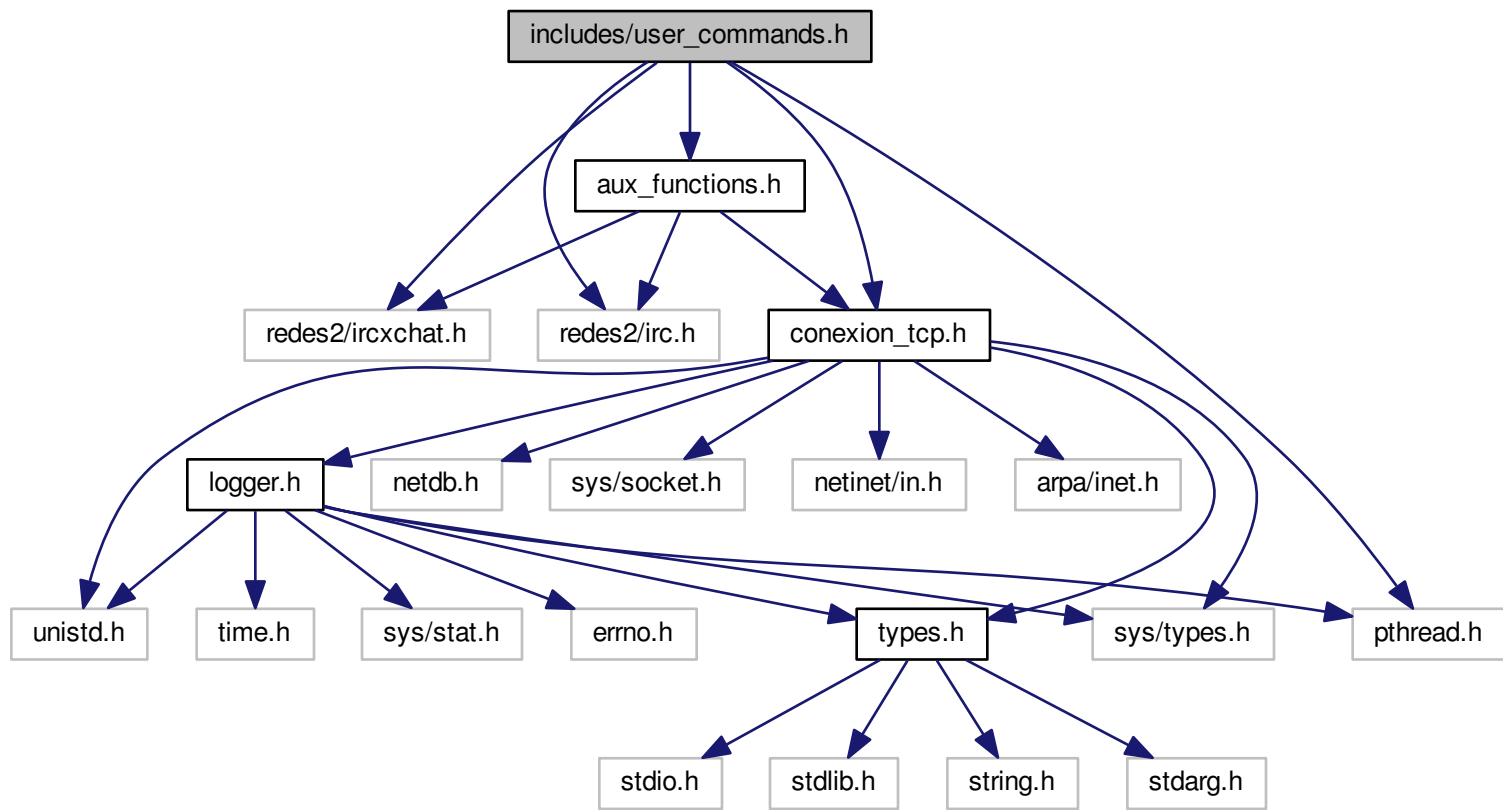 includes/user_commands.h
aux_functions.h
redes2/ircxchat.h
redes2/irc.h
conexion_tcp.h
logger.h
netdb.h
sys/socket.h
netinet/in.h
arpa/inet.h
unistd.h
time.h
sys/stat.h
errno.h
types.h
sys/types.h
pthread.h
stdio.h
stdlib.h
string.h
stdarg.h